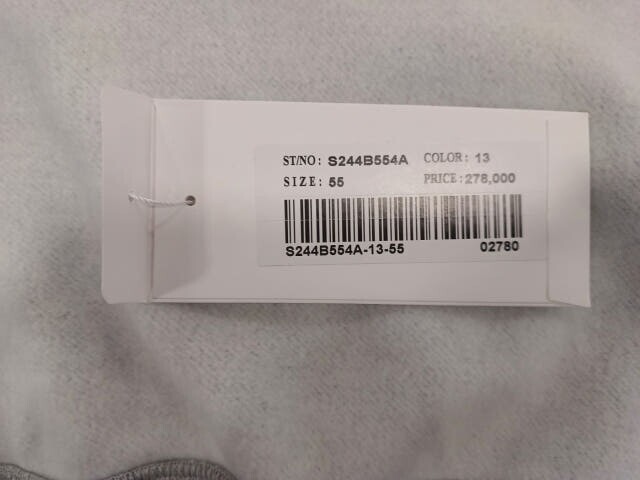 ST/NO: S244B554A COLOR: 13
SIZE: 55 PRICE: 278,000
S244B554A-13-55 02780